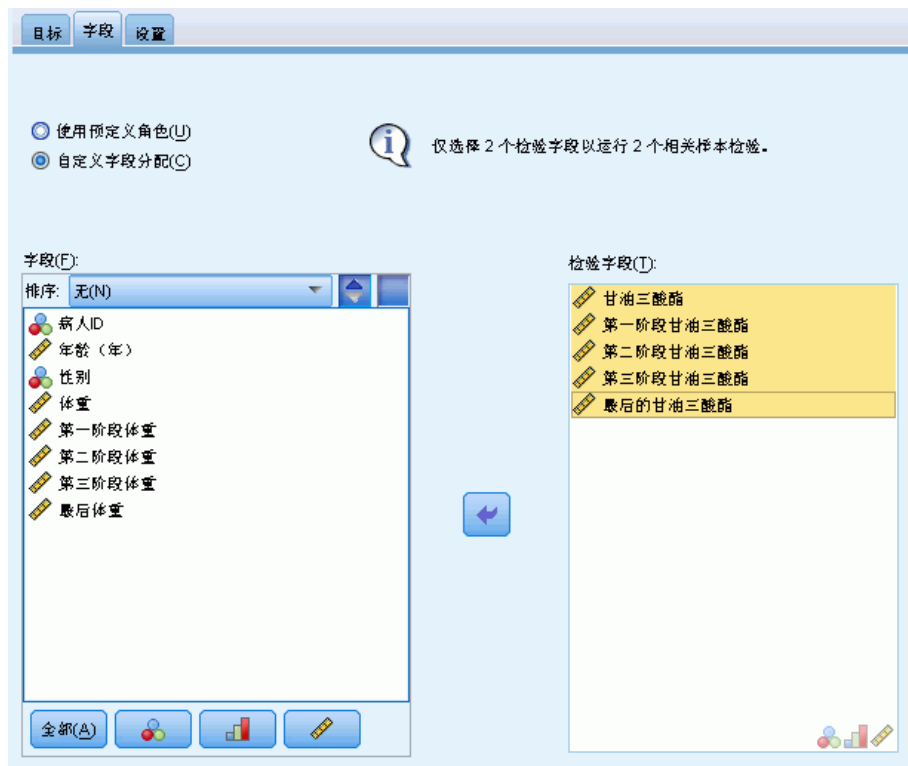 目标 字段 设置
使用预定义角色(U)
自定义字段分配(C)
仅选择 2 个检验字段以运行 2 个相关样本检验。
字段(F):
排序: 无(N)
病人ID
年龄（年）
性别
体重
第一阶段体重
第二阶段体重
第三阶段体重
最后体重
全部(A)
检验字段(T):
甘油三酸酯
第一阶段甘油三酸酯
第二阶段甘油三酸酯
第三阶段甘油三酸酯
最后的甘油三酸酯